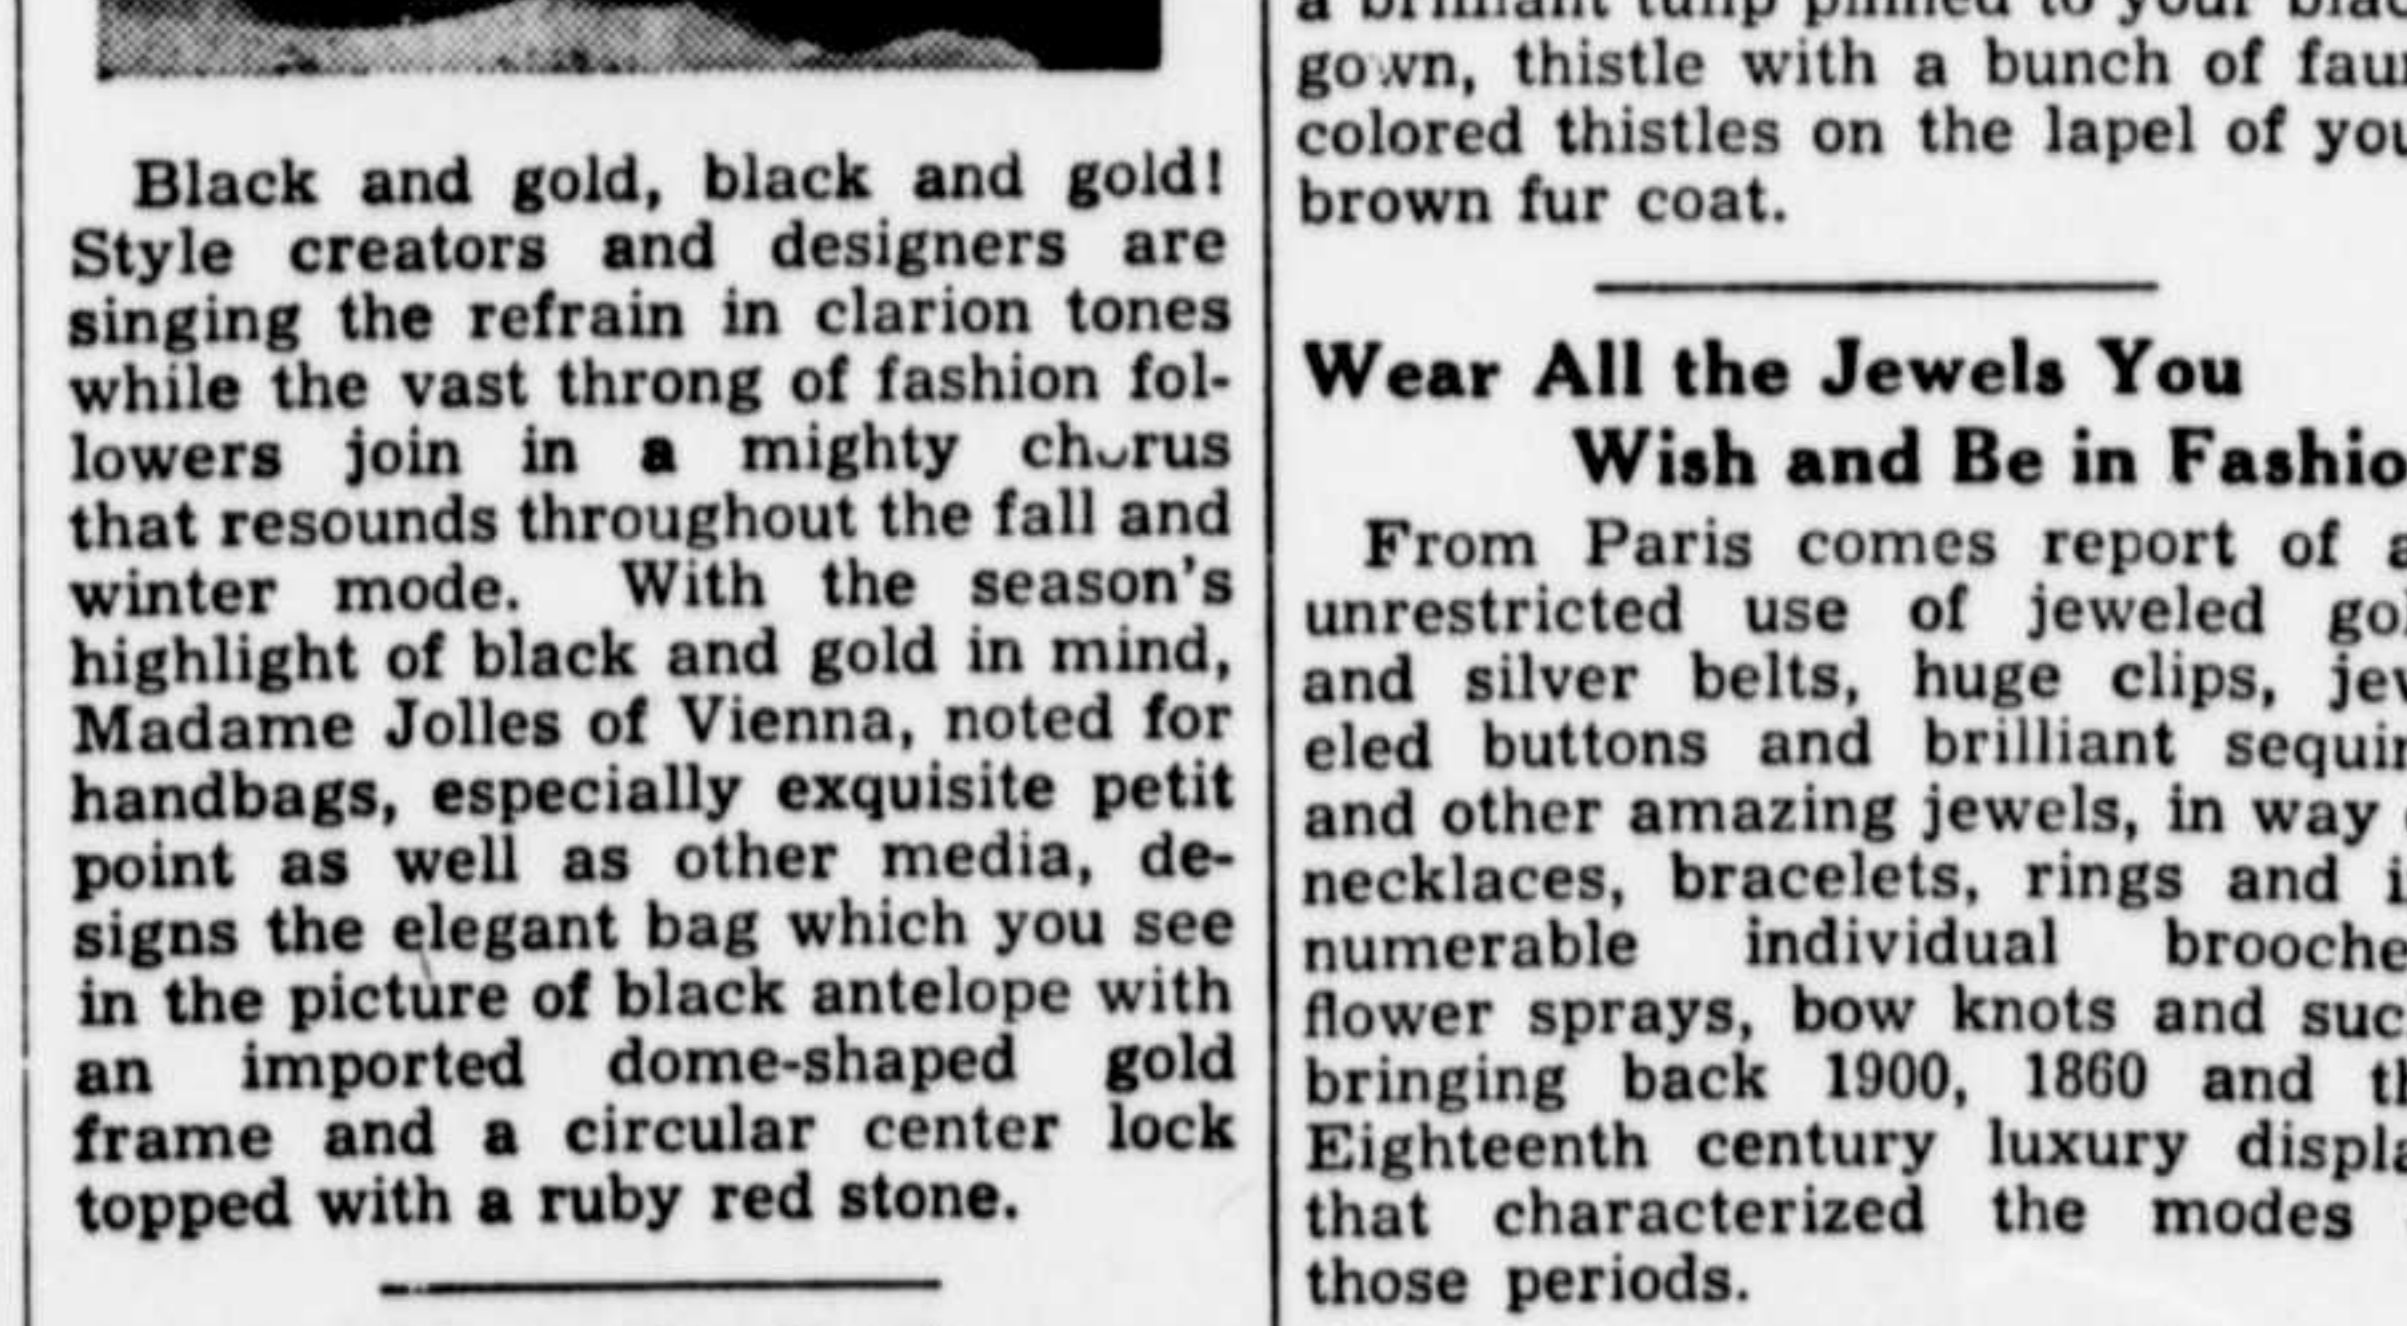 Black and gold, black and gold!
Style creators and designers are
singing the refrain in clarion tones
while the vast throng of fashion fol-
lowers join in a mighty chorus
that resounds throughout the fall and
winter mode. With the season's
highlight of black and gold in mind,
Madame Jolles of Vienna, noted for
handbags, especially exquisite petit
point as well as other media, de-
signs the elegant bag which you see
in the picture of black antelope with
an imported dome-shaped gold
frame and a circular center lock
topped with a ruby red stone.
a brilliant tulip pinned to your
gown, thistle with a bunch of
colored thistles on the lapel of
brown fur coat.
Wear All the Jewels You
Wish and Be in
From Paris comes report of
unrestricted use of jeweled
and silver belts, huge clips,
eled buttons and brilliant
and other amazing jewels, in way
necklaces, bracelets, rings and
numerable individual
flower sprays, bow knots and
bringing back 1900, 1860 and
Eighteenth century luxury
that characterized the modes
those periods.